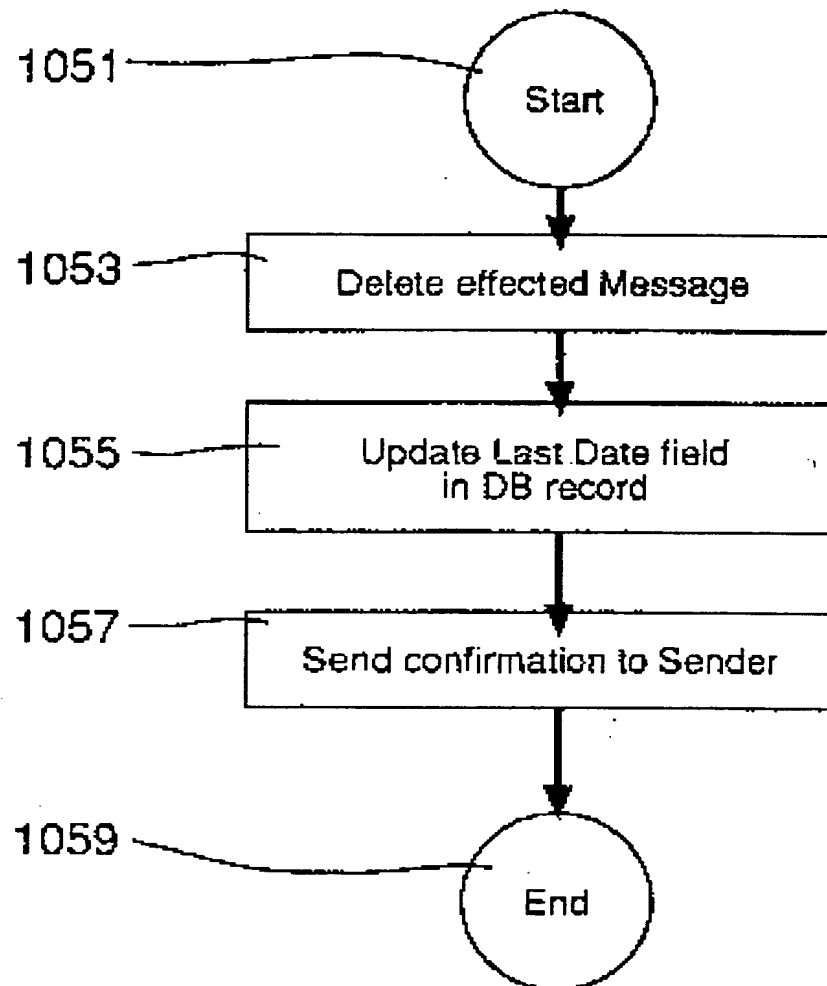 1051
Start
1053
Delete effected Message
1055
Update Last Date field
in DB record
1057
Send confirmation to Sender
1059
End